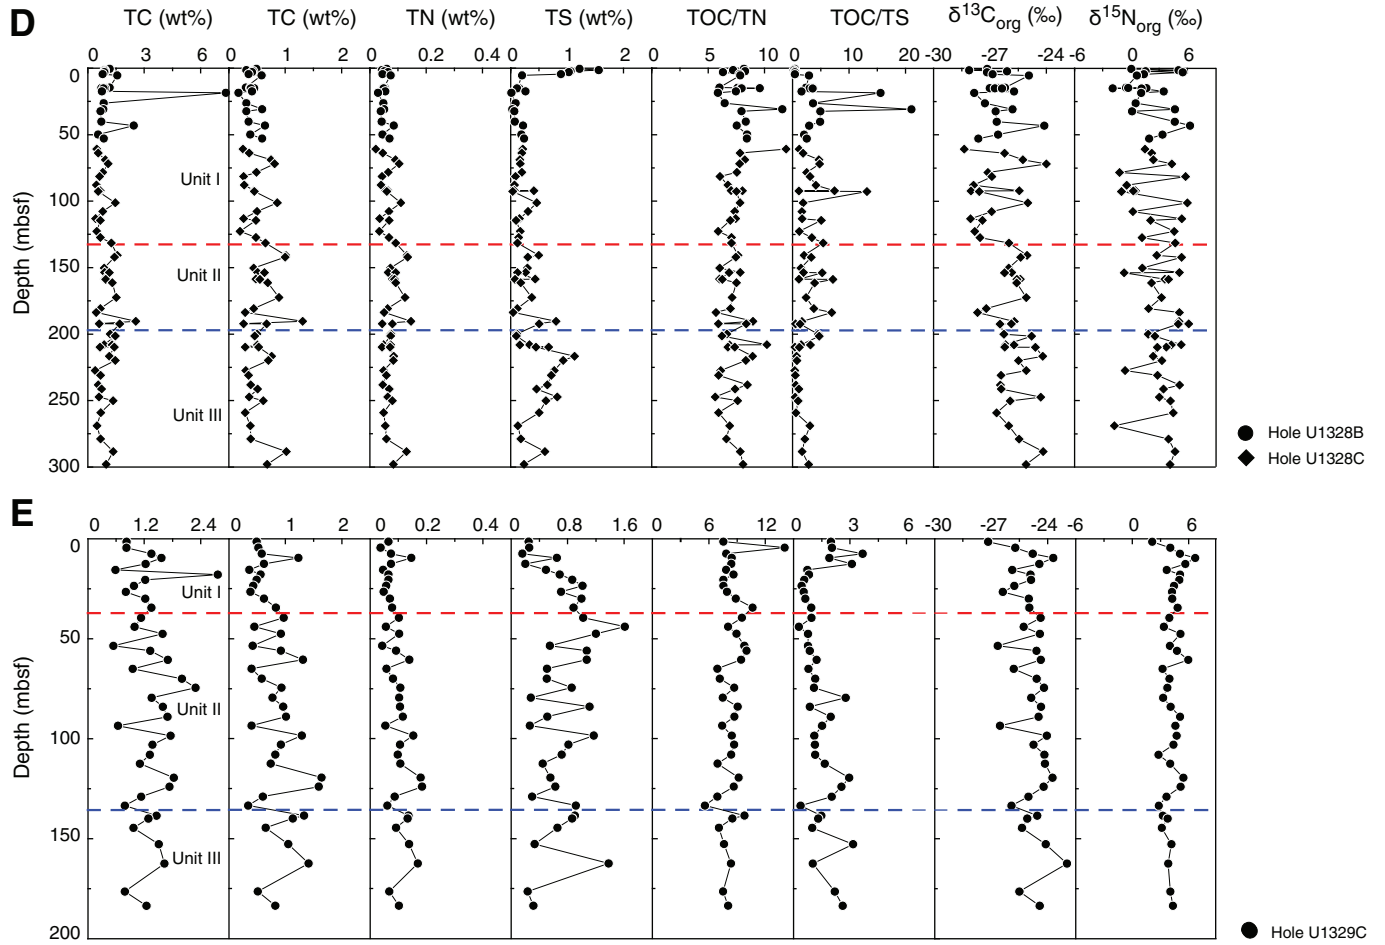 D
TC (wt%) TC (wt%) TN (wt%) TS (wt%) TOC/TN TOC/TS δ13Corg (‰) δ15Norg (‰)
0 3 6 0 1 2 0 0.2 0.4 0 1 2 0 5 10 0 10 20 -30 -27 -24 -6 0 6
0
50
100
150
200
250
300
Depth (mbsf)
Unit I
Unit II
Unit III
Hole U1328B
Hole U1328C
E
0 1.2 2.4 0 1 2 0 0.2 0.4 0 0.8 1.6 0 6 12 0 3 6 -30 -27 -24 -6 0 6
0
50
100
150
200
Depth (mbsf)
Unit I
Unit II
Unit III
Hole U1329C